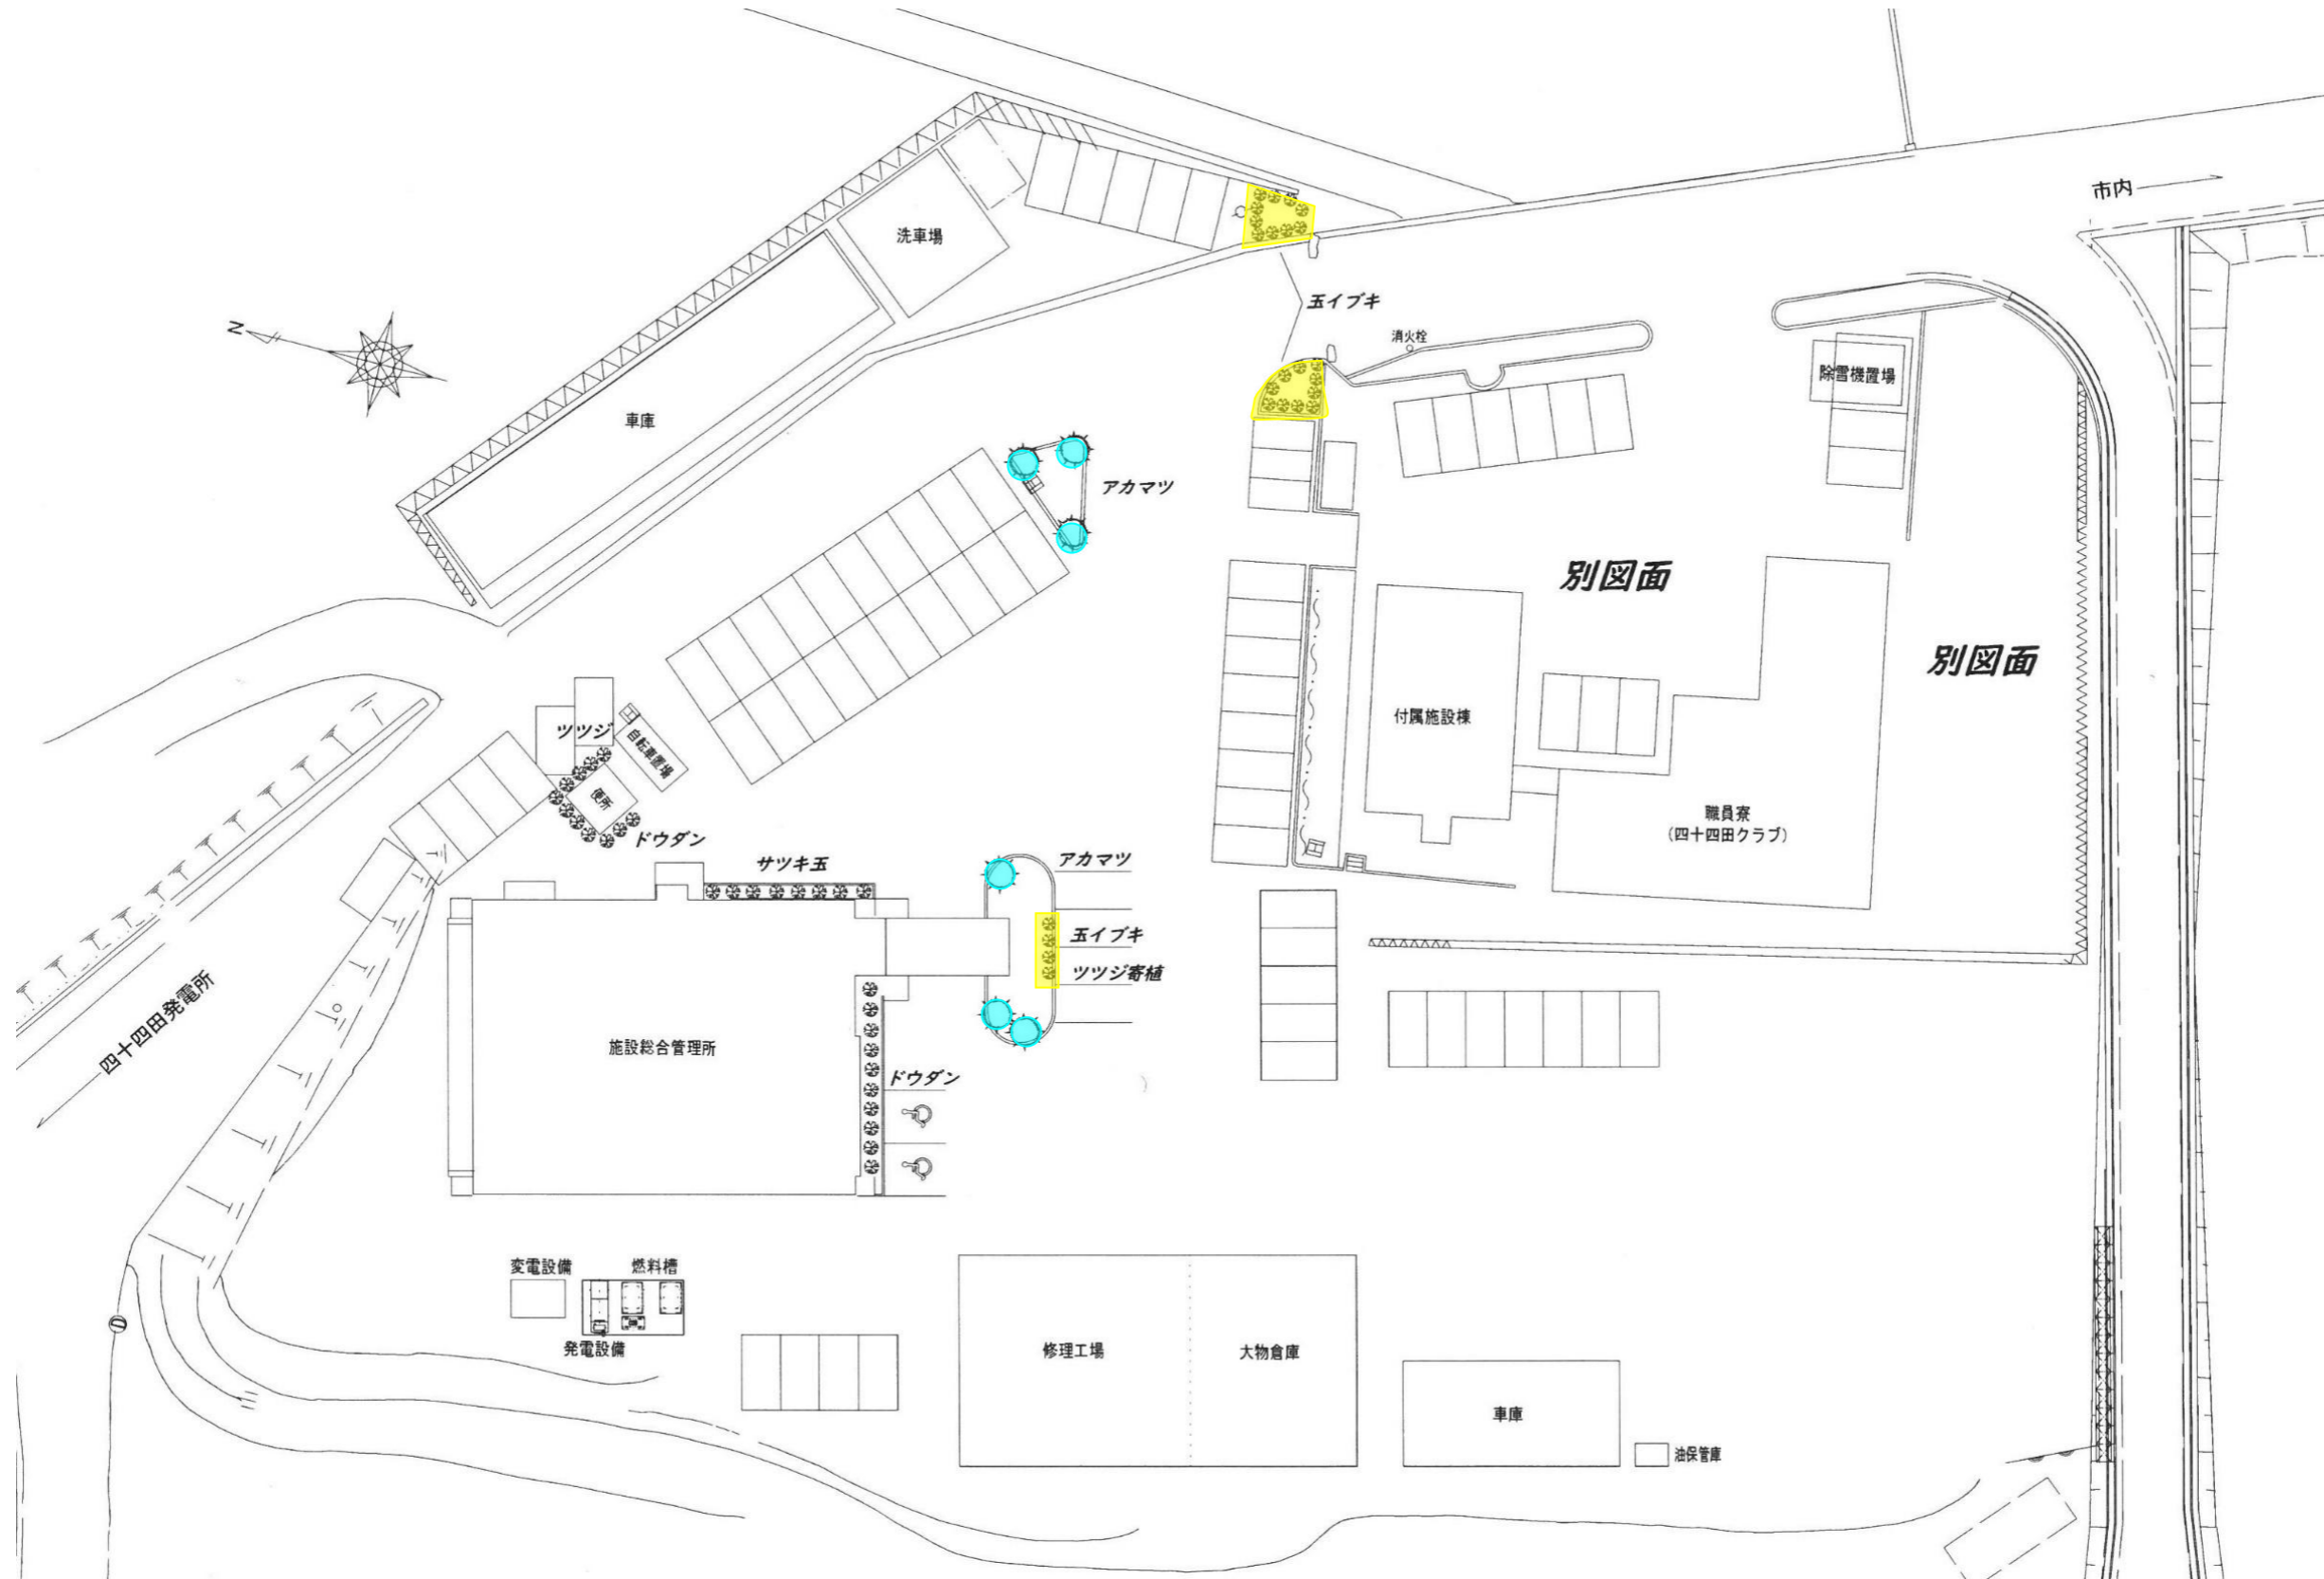 市内
洗車場
玉イブキ
N
消火栓
除雪機置場
車庫
アカマツ
別図面
別図面
ツツジ
自転車置場
付属施設棟
便所
職員寮
(四十四田クラブ)
ドウダン
サツキ玉
アカマツ
玉イブキ
ツツジ寄植
四十四田発電所
施設総合管理所
ドウダン
変電設備
燃料槽
発電設備
修理工場
大物倉庫
車庫
油保管庫